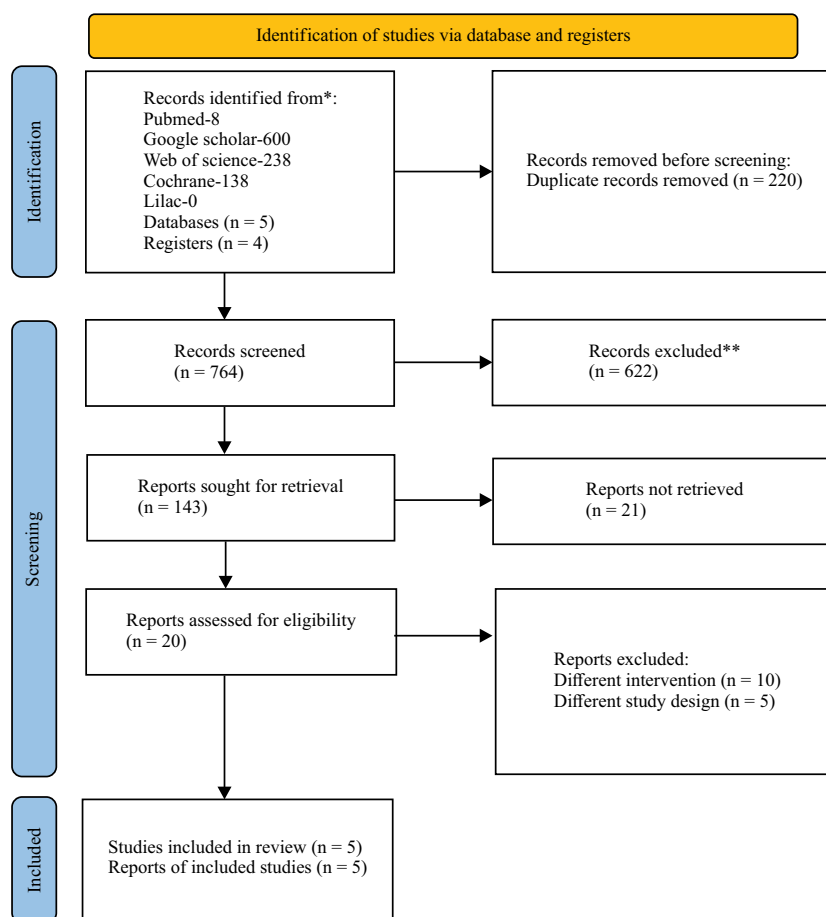 Identification of studies via database and registers
Identification
Records identified from*:
Pubmed-8
Google scholar-600
Web of science-238
Cochrane-138
Lilac-0
Databases (n = 5)
Registers (n = 4)
Records removed before screening:
Duplicate records removed (n = 220)
Screening
Records screened
(n = 764)
Records excluded**
(n = 622)
Reports sought for retrieval
(n = 143)
Reports not retrieved
(n = 21)
Reports assessed for eligibility
(n = 20)
Reports excluded:
Different intervention (n = 10)
Different study design (n = 5)
Included
Studies included in review (n = 5)
Reports of included studies (n = 5)